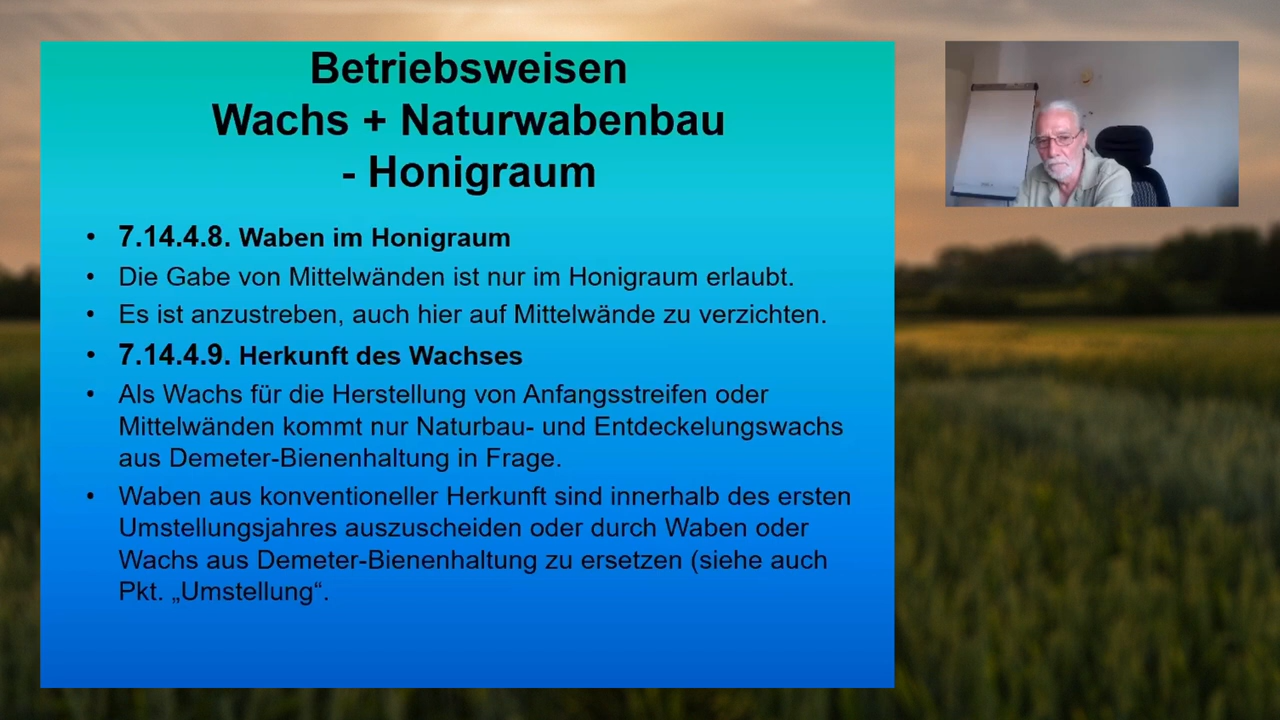 Betriebsweisen
Wachs + Naturwabenbau
- Honigraum
• 7.14.4.8. Waben im Honigraum
• Die Gabe von Mittelwänden ist nur im Honigraum erlaubt.
• Es ist anzustreben, auch hier auf Mittelwände zu verzichten.
• 7.14.4.9. Herkunft des Wachses
• Als Wachs für die Herstellung von Anfangsstreifen oder
Mittelwänden kommt nur Naturbau- und Entdeckelungswachs
aus Demeter-Bienenhaltung in Frage.
• Waben aus konventioneller Herkunft sind innerhalb des ersten
Umstellungsjahres auszuscheiden oder durch Waben oder
Wachs aus Demeter-Bienenhaltung zu ersetzen (siehe auch
Pkt. „Umstellung“.